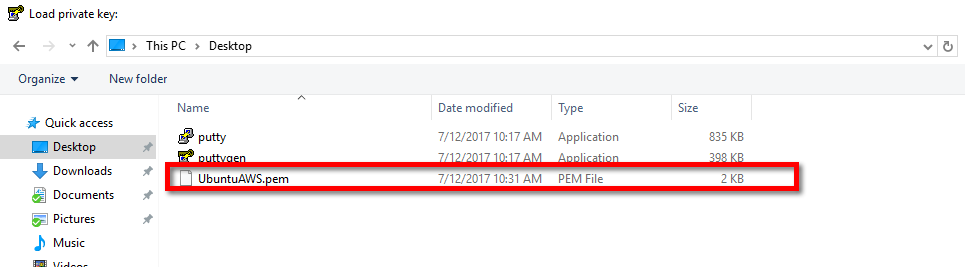 Load private key:
This PC > Desktop
Organize New folder
Name Date modified Type Size
Quick access
putty 7/12/2017 10:17 AM Application 835 KB
Desktop
puttygen 7/12/2017 10:17 AM Application 398 KB
Downloads
UbuntuAWS.pem 7/12/2017 10:31 AM PEM File 2 KB
Documents
Pictures
Music
Videos